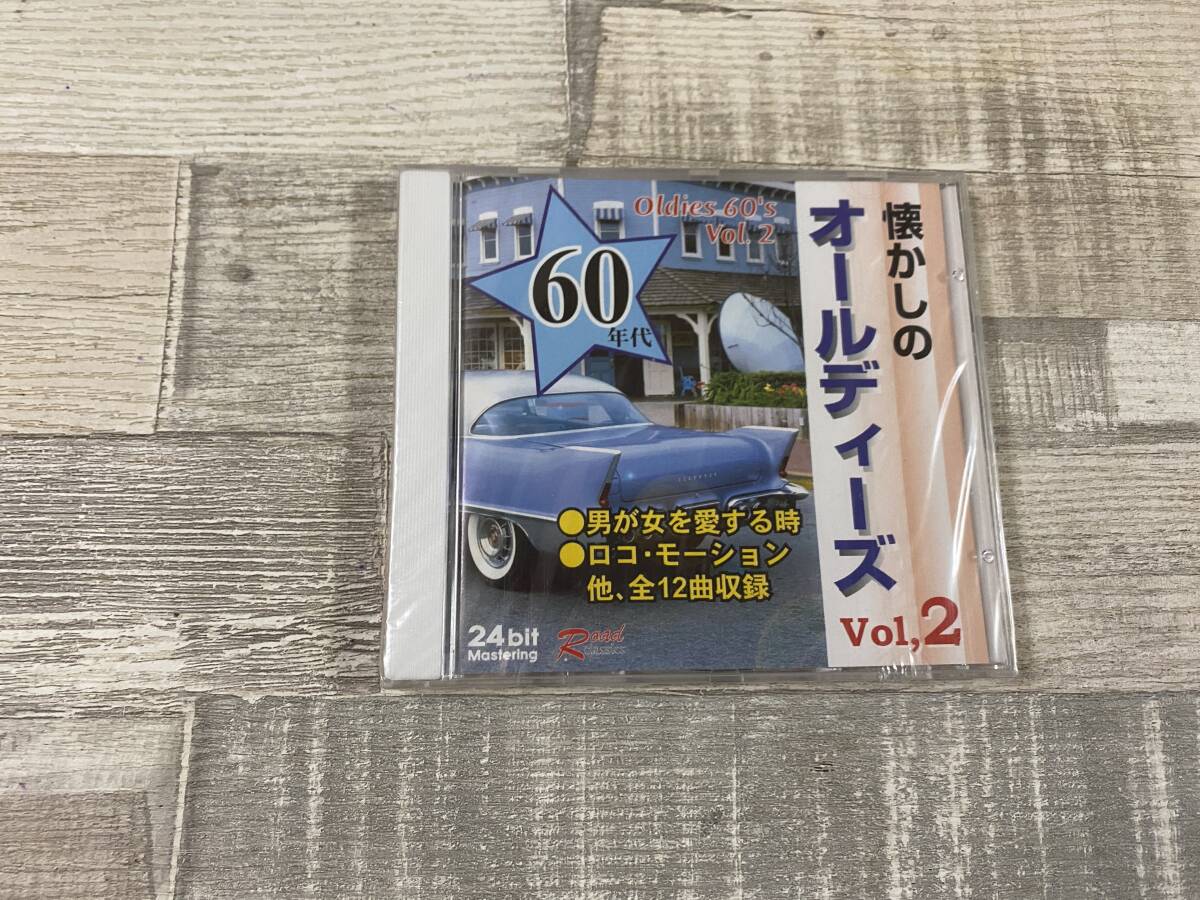 Oldies 60's
Vol. 2
60
年代
懐かしの
オールディーズ
Vol,2
●男が女を愛する時
●ロコ・モーション
他、全12曲収録
24bit
Mastering
Road
Classics